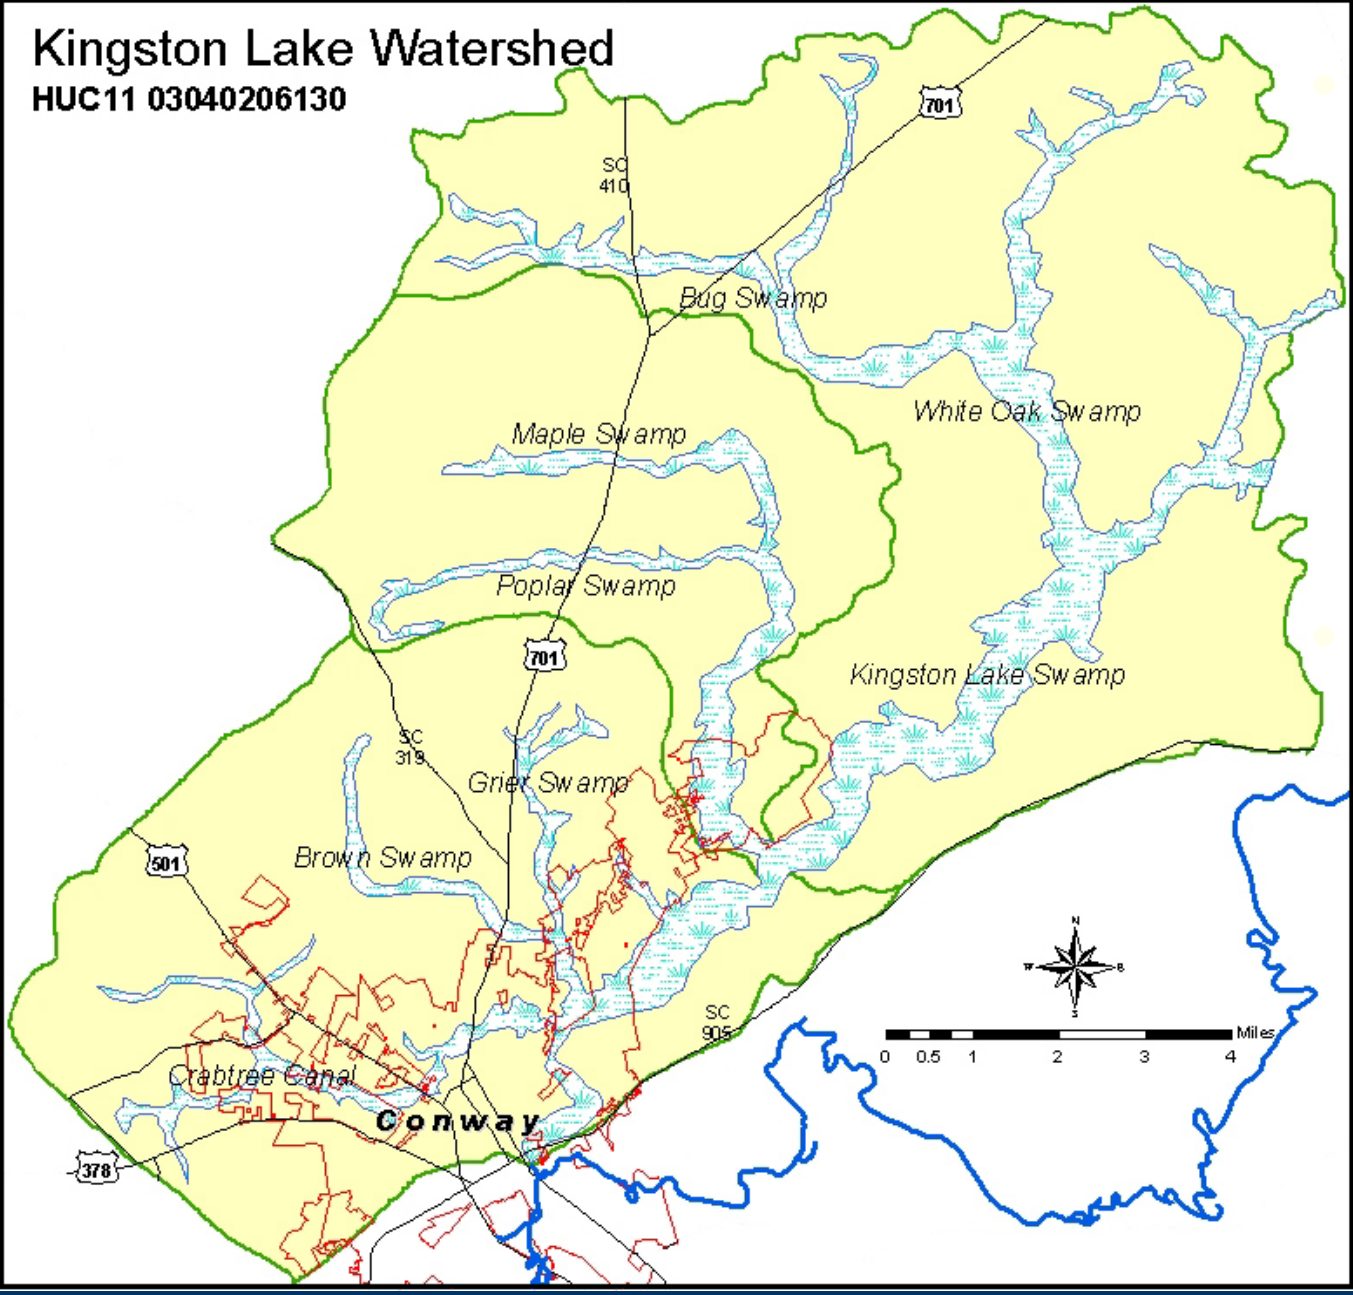 Kingston Lake Watershed
HUC11 03040206130
701
SC
410
Bug Swamp
White Oak Swamp
Maple Swamp
Poplar Swamp
701
Kingston Lake Swamp
SC
319
Grier Swamp
Brown Swamp
501
N
W
E
S
SC
905
Miles
0 0.5 1 2 3 4
Crabtree Canal
Conway
378